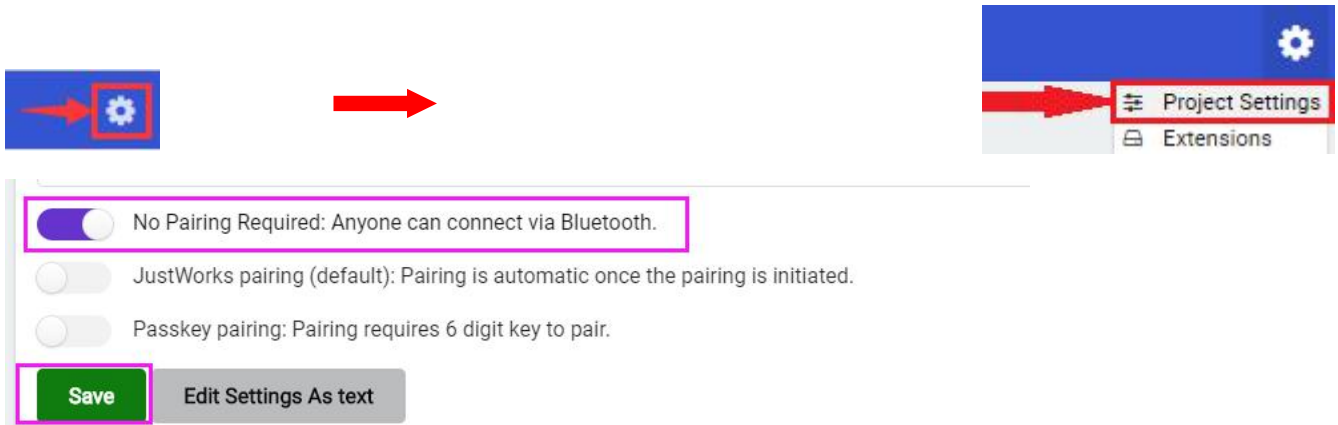 Project Settings
Extensions
No Pairing Required: Anyone can connect via Bluetooth.
JustWorks pairing (default): Pairing is automatic once the pairing is initiated.
Passkey pairing: Pairing requires 6 digit key to pair.
Save
Edit Settings As text